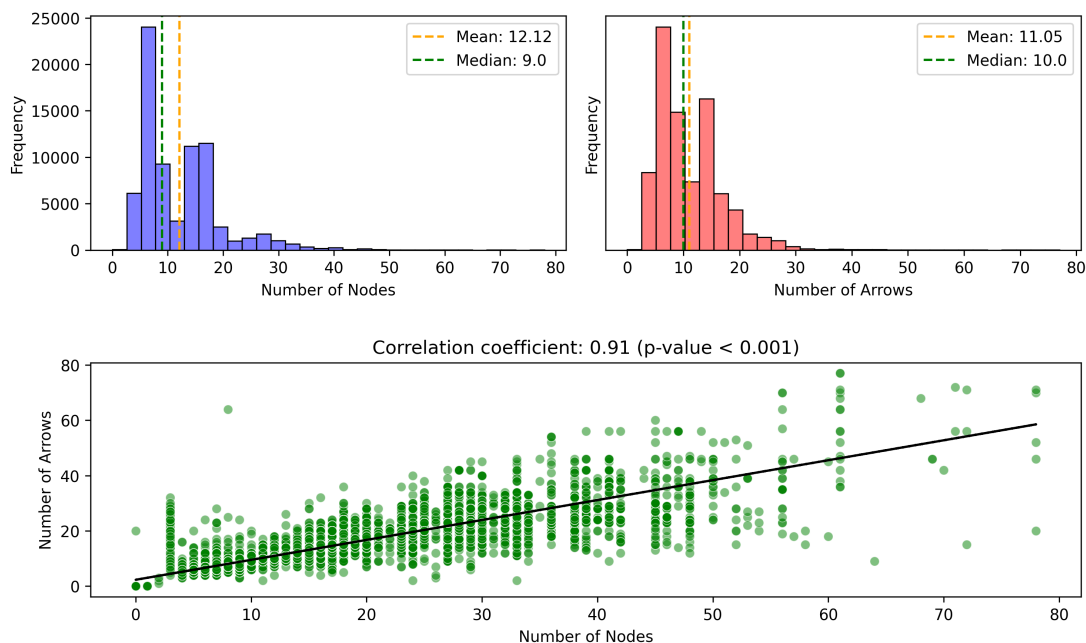 25000
20000
15000
10000
5000
0
Frequency
Mean: 12.12
Median: 9.0
0 10 20 30 40 50 60 70 80
Number of Nodes
Frequency
Mean: 11.05
Median: 10.0
0 10 20 30 40 50 60 70 80
Number of Arrows
Correlation coefficient: 0.91 (p-value < 0.001)
80
60
40
20
0
Number of Arrows
0 10 20 30 40 50 60 70 80
Number of Nodes